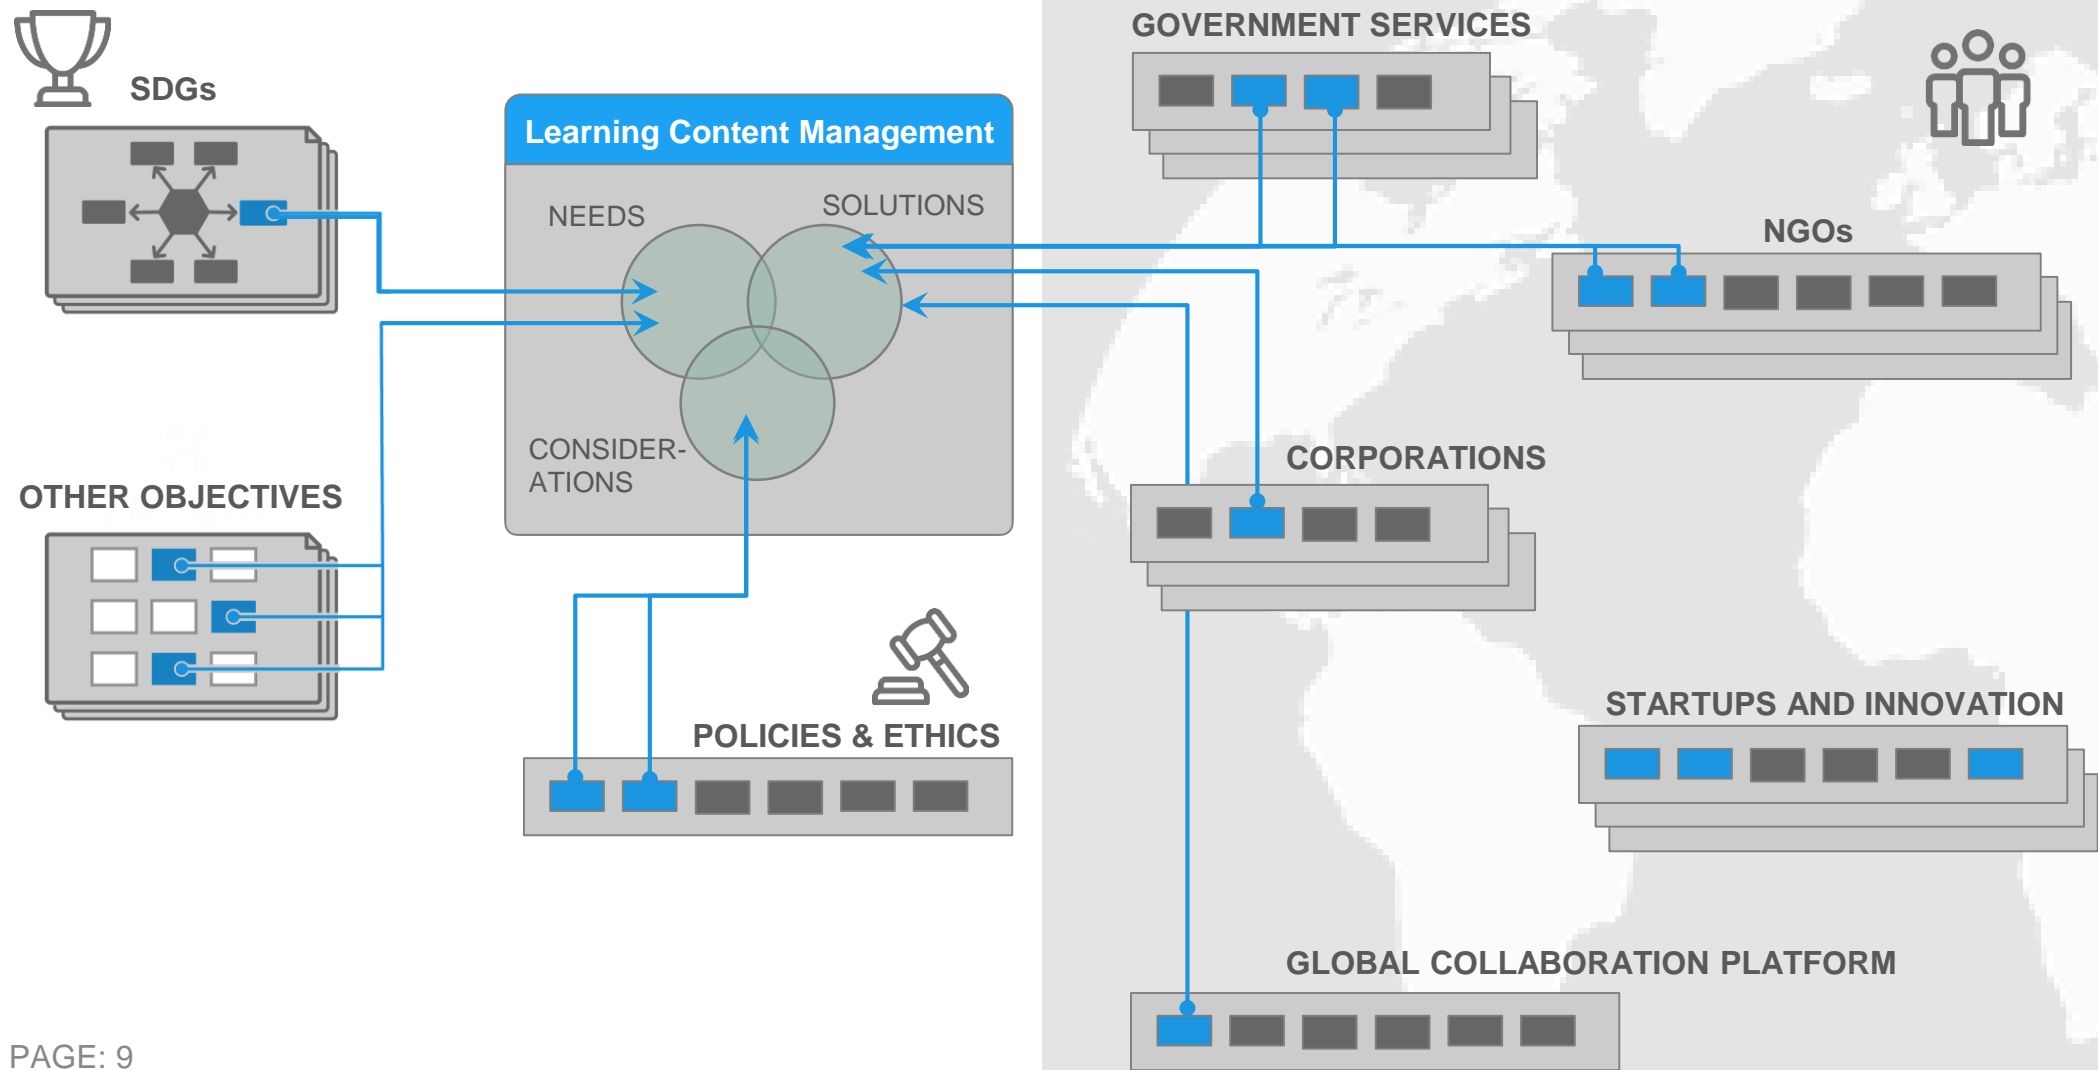 GOVERNMENT SERVICES
SDGs
Learning Content Management
NEEDS
SOLUTIONS
NGOs
CONSIDER-
ATIONS
CORPORATIONS
OTHER OBJECTIVES
POLICIES & ETHICS
STARTUPS AND INNOVATION
GLOBAL COLLABORATION PLATFORM
PAGE: 9